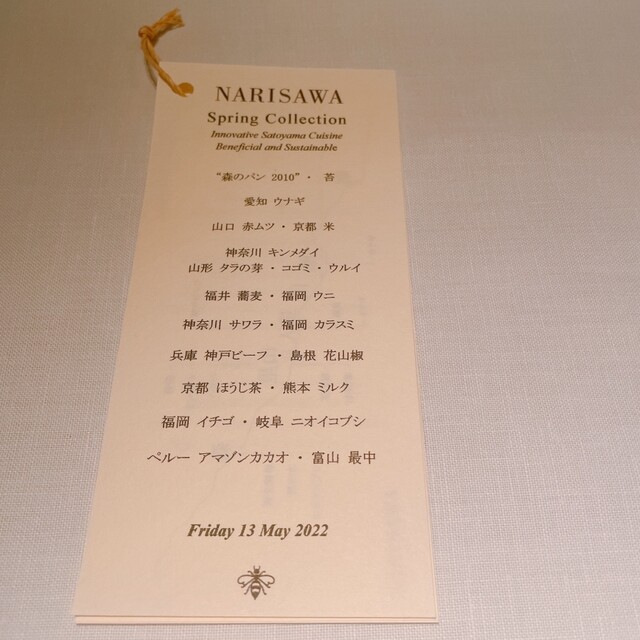 NARISAWA
Spring Collection
Innovative Satoyama Cuisine
Beneficial and Sustainable
“森のパン 2010”・ 苔
愛知 ウナギ
山口 赤ムツ・京都 米
神奈川 キンメダイ
山形 タラの芽・コゴミ・ウルイ
福井 蕎麦・福岡 ウニ
神奈川 サワラ・福岡 カラスミ
兵庫 神戸ビーフ・島根 花山椒
京都 ほうじ茶・熊本 ミルク
福岡 イチゴ・岐阜 ニオイコブシ
ペルー アマゾンカカオ・富山 最中
Friday 13 May 2022